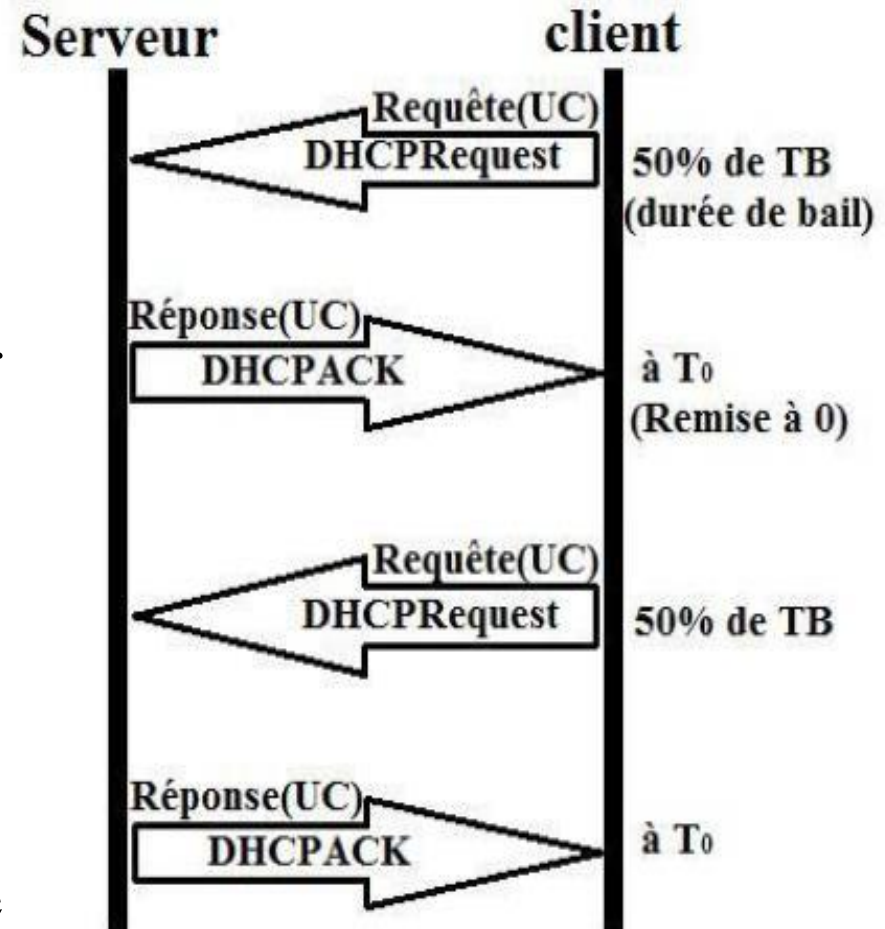 Serveur client
Requête(UC)
DHCPRequest
50% de TB
(durée de bail)
Réponse(UC)
DHCPACK
à T0
(Remise à 0)
Requête(UC)
DHCPRequest
50% de TB
Réponse(UC)
DHCPACK
à T0